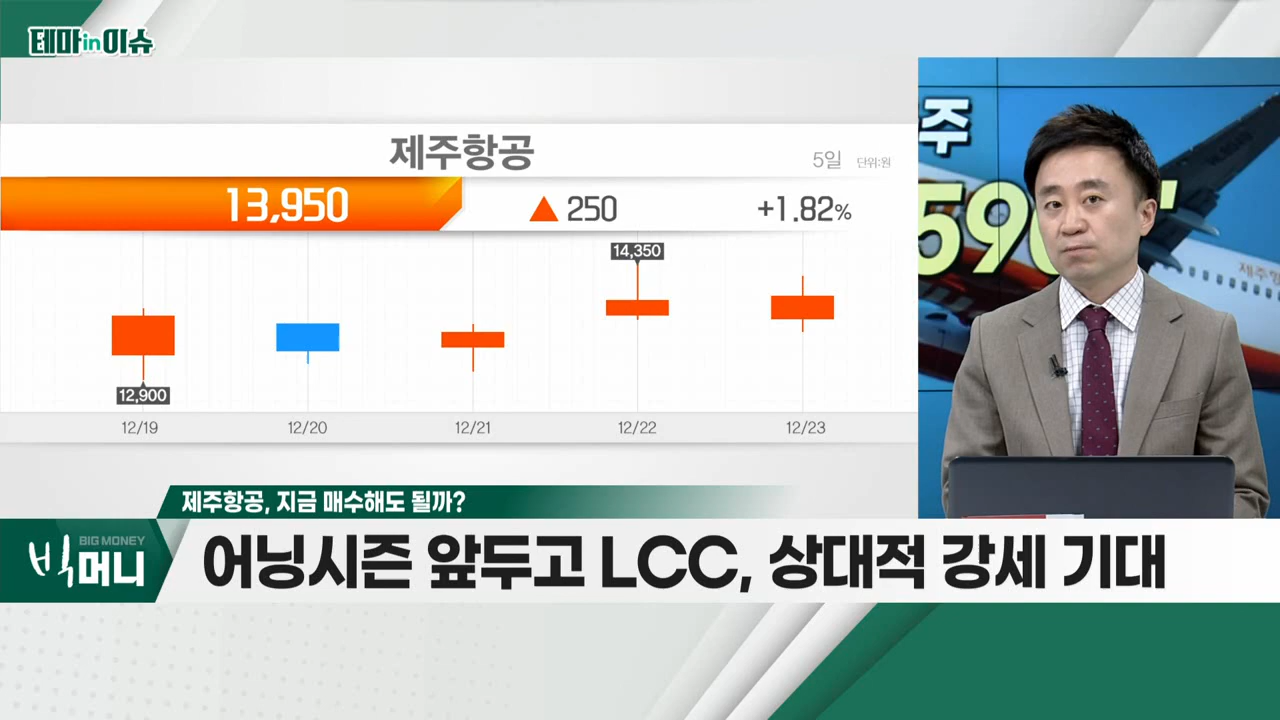 테마in이슈
제주항공
5일 단위:원
13,950 ▲ 250 +1.82%
14,350
12,900
12/19 12/20 12/21 12/22 12/23
주
제주항
제주항공, 지금 매수해도 될까?
BIG MONEY
빅머니
어닝시즌 앞두고 LCC, 상대적 강세 기대